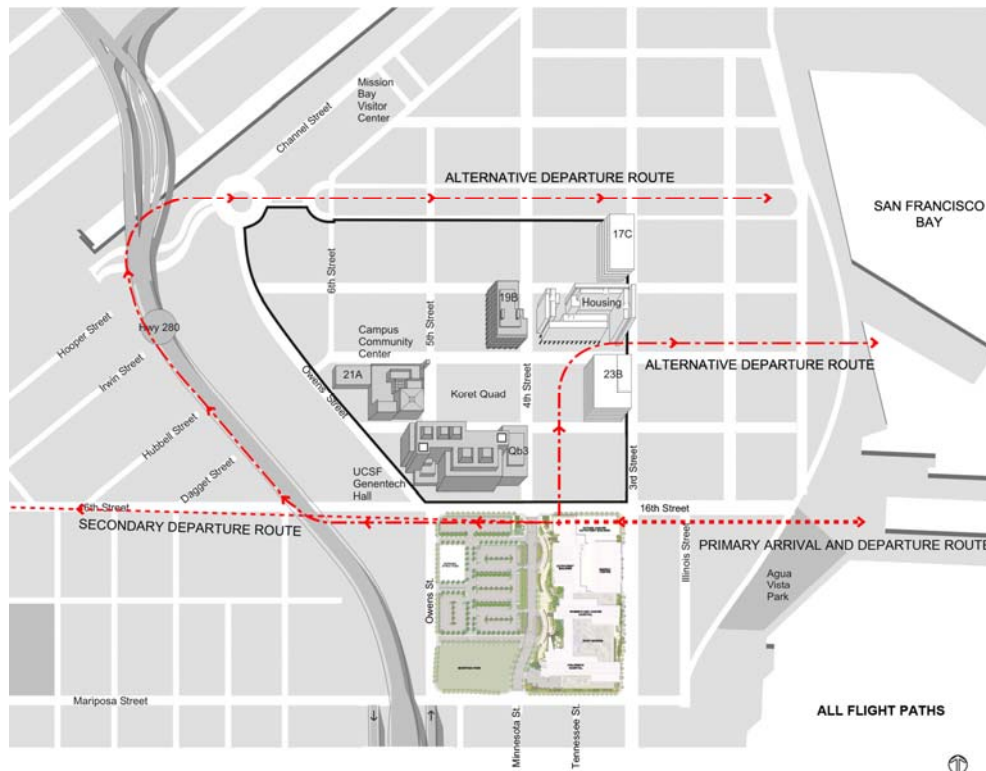 Mission
Bay
Visitor
Center
Channel Street
ALTERNATIVE DEPARTURE ROUTE
SAN FRANCISCO
BAY
17C
6th Street
19B
Housing
Hwy 280
Hooper Street
5th Street
Campus
Community
Center
Irwin Street
Owens Street
4th Street
ALTERNATIVE DEPARTURE ROUTE
21A
Koret Quad
23B
Hubbell Street
Qb3
3rd Street
Dagget Street
UCSF
Genentech
Hall
16th Street
6th Street
SECONDARY DEPARTURE ROUTE
PRIMARY ARRIVAL AND DEPARTURE ROUTE
Illinois Street
Agua
Vista
Park
Owens St.
Mariposa Street
Minnesota St.
Tennessee St.
ALL FLIGHT PATHS